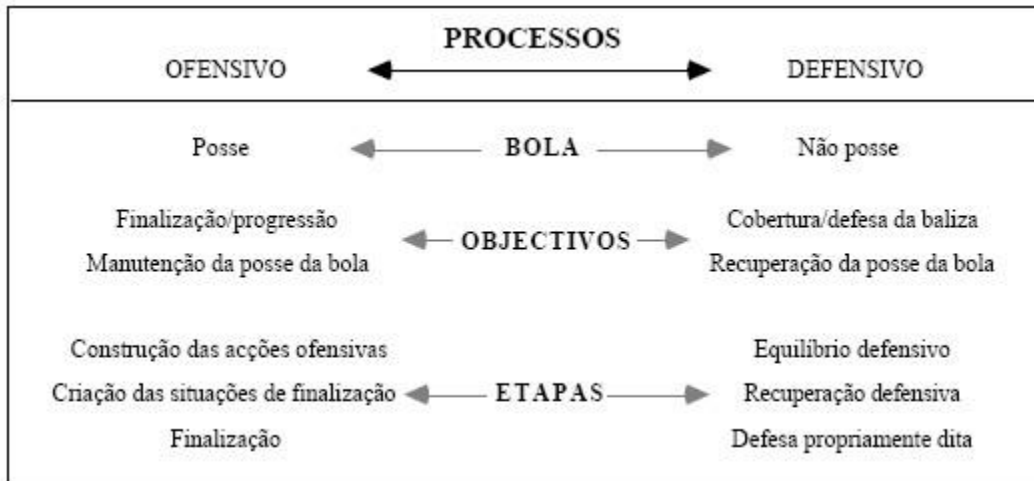 PROCESSOS
OFENSIVO DEFENSIVO
Posse BOLA Não posse
Finalização/progressão Cobertura/defesa da baliza
OBJECTIVOS
Manutenção da posse da bola Recuperação da posse da bola
Construção das acções ofensivas Equilíbrio defensivo
Criação das situações de finalização ETAPAS Recuperação defensiva
Finalização Defesa propriamente dita